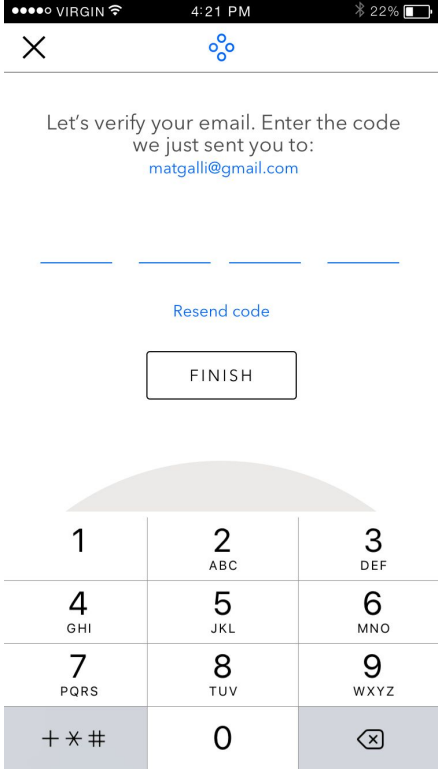 VIRGIN 4:21 PM 22%
Let's verify your email. Enter the code
we just sent you to:
matgalli@gmail.com
Resend code
FINISH
1 2 3
ABC DEF
4 5 6
GHI JKL MNO
7 8 9
PQRS TUV WXYZ
+*# 0